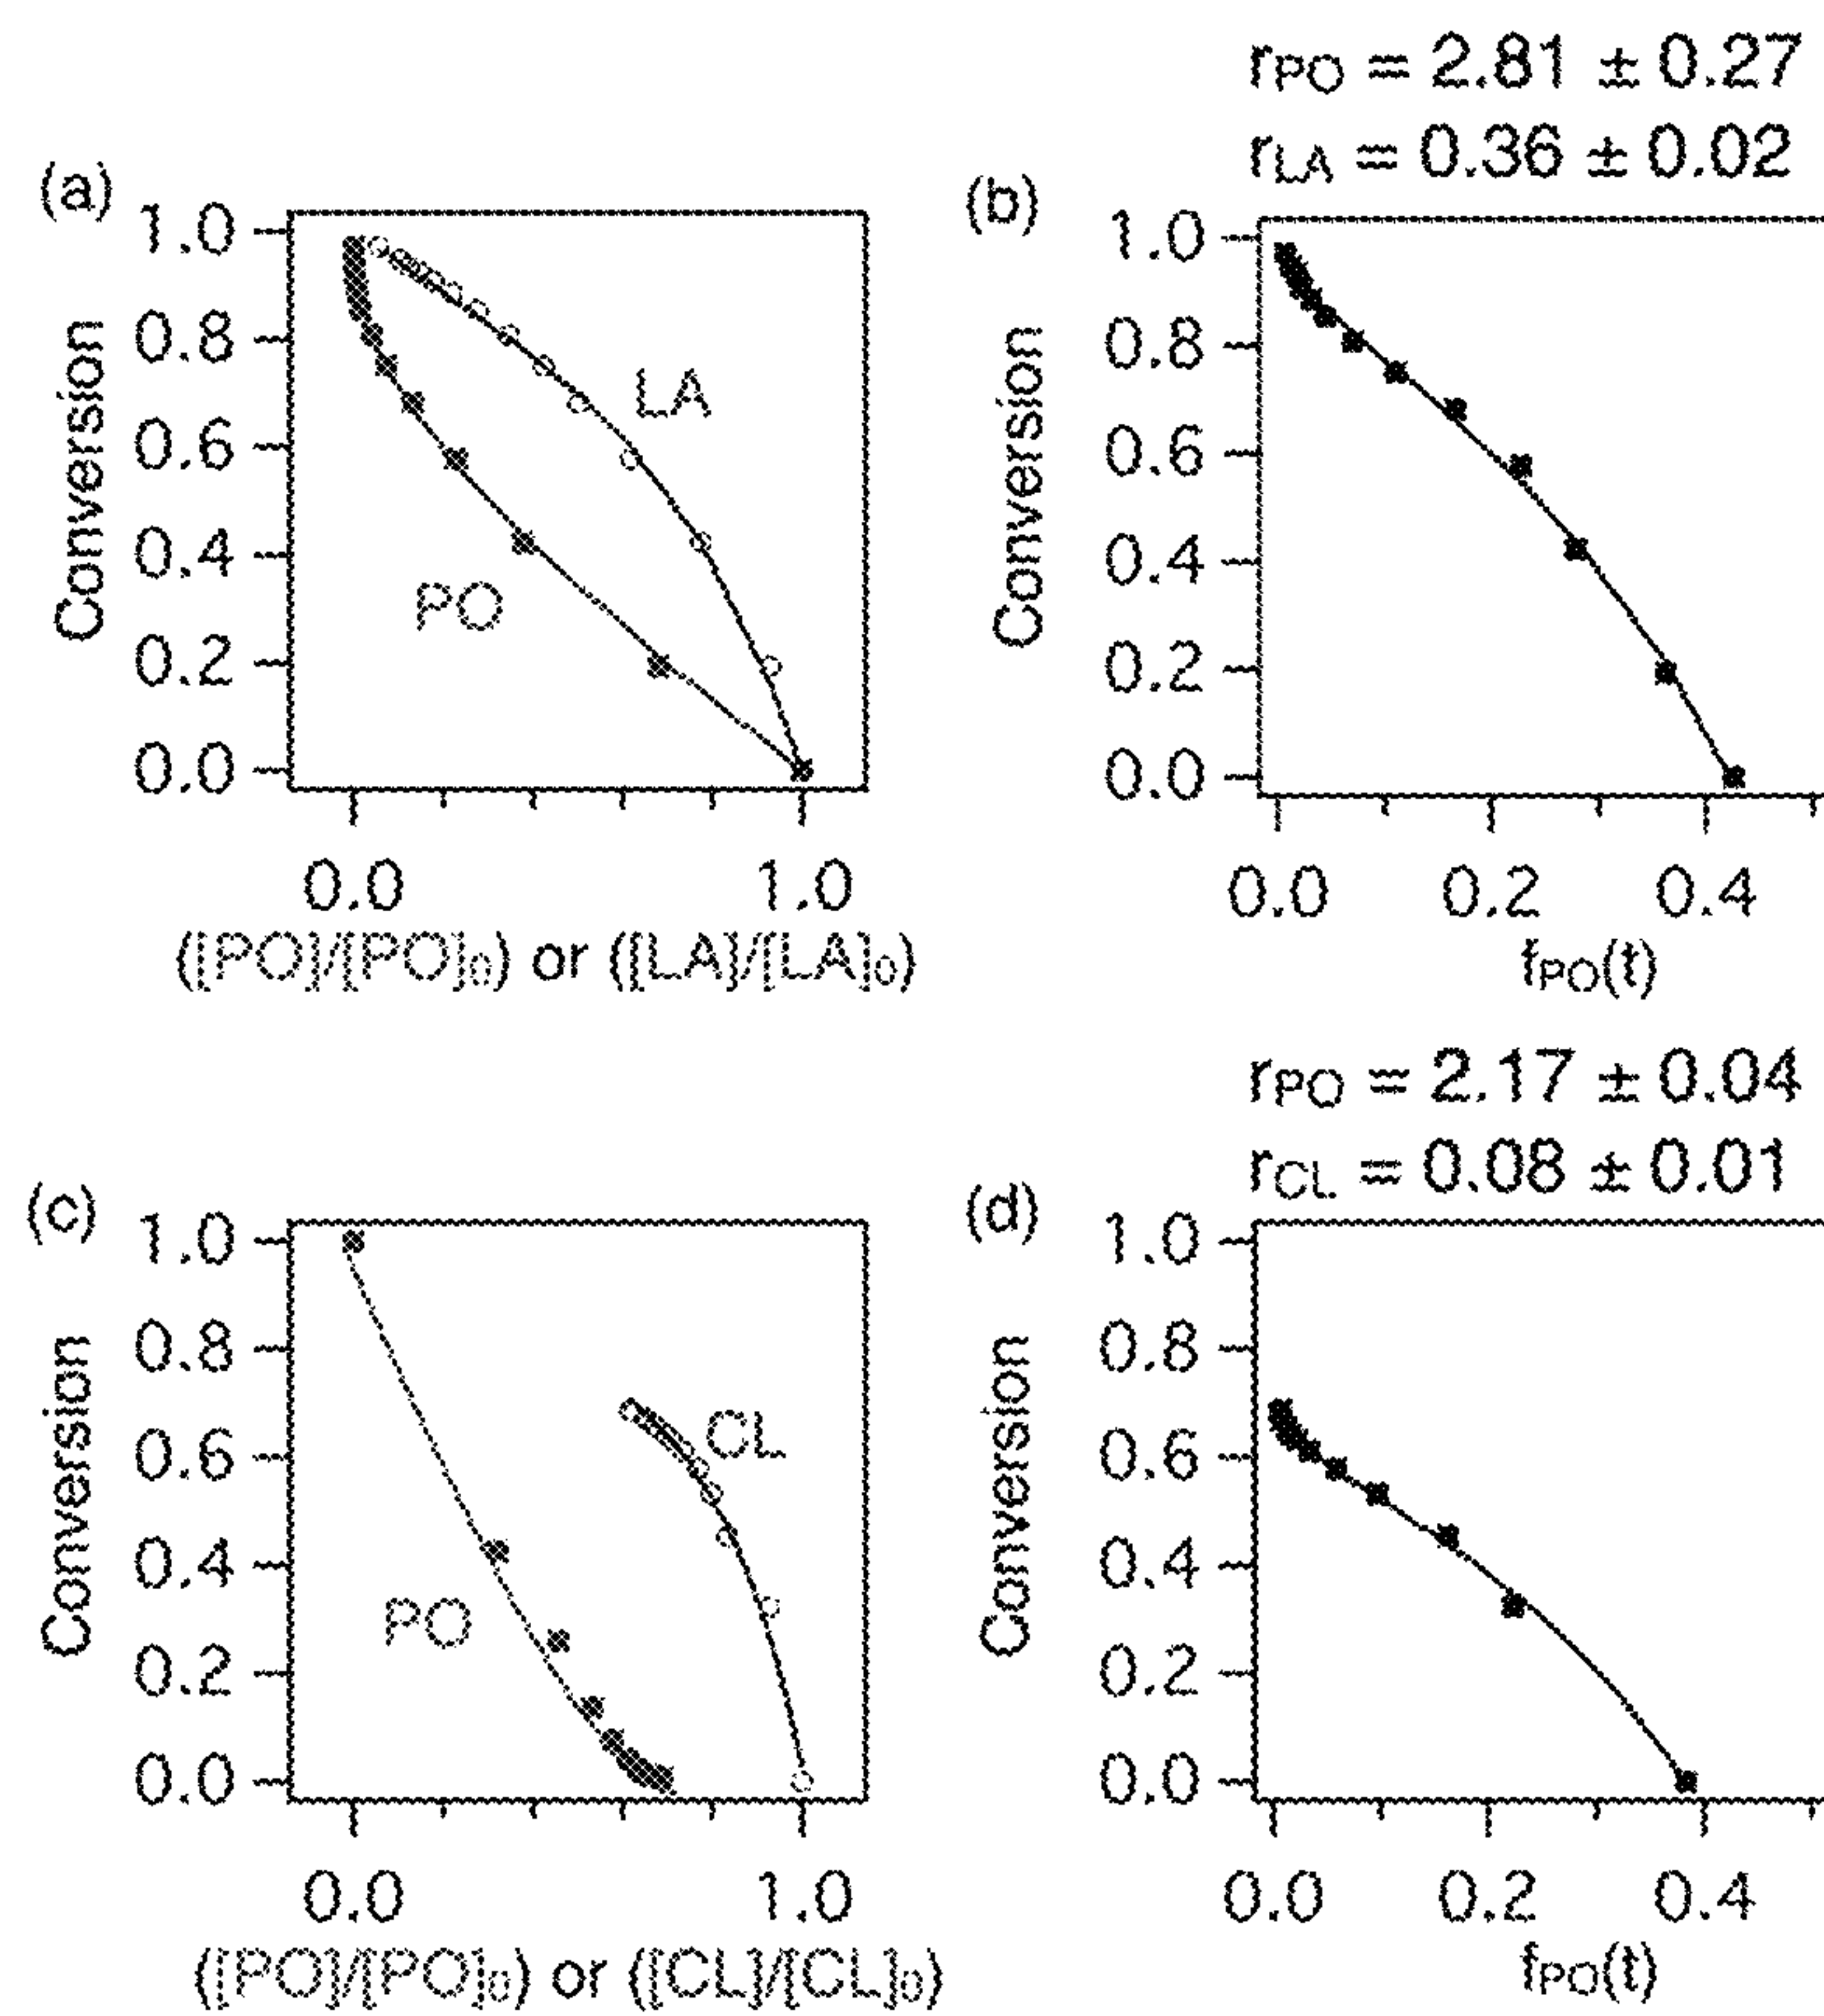 (a)
1.0
0.8
0.6
0.4
0.2
0.0
Conversion
LA
PO
0.0 1.0
([PO]/[PO]₀) or ([LA]/[LA]₀)
rPO = 2.81 ± 0.27
rLA = 0.36 ± 0.02
(b)
1.0
0.8
0.6
0.4
0.2
0.0
Conversion
0.0 0.2 0.4
fPO(t)
(c)
1.0
0.8
0.6
0.4
0.2
0.0
Conversion
CL
PO
0.0 1.0
([PO]/[PO]₀) or ([CL]/[CL]₀)
rPO = 2.17 ± 0.04
rCL = 0.08 ± 0.01
(d)
1.0
0.8
0.6
0.4
0.2
0.0
Conversion
0.0 0.2 0.4
fPO(t)